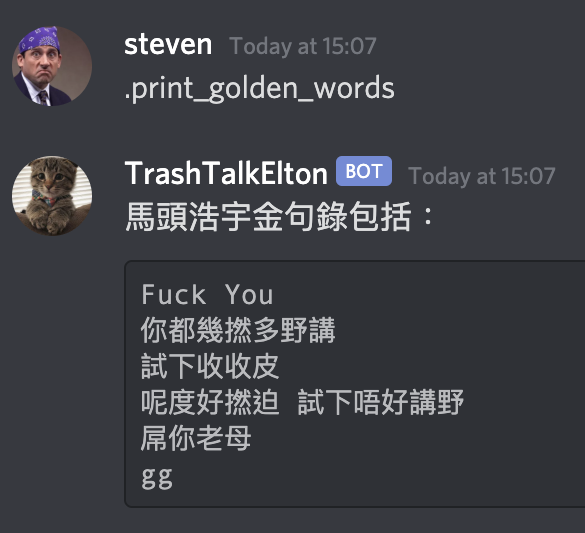 steven Today at 15:07
.print_golden_words
TrashTalkElton BOT Today at 15:07
馬頭浩宇金句錄包括：
Fuck You
你都幾撚多野講
試下收收皮
呢度好撚迫 試下唔好講野
屌你老母
gg